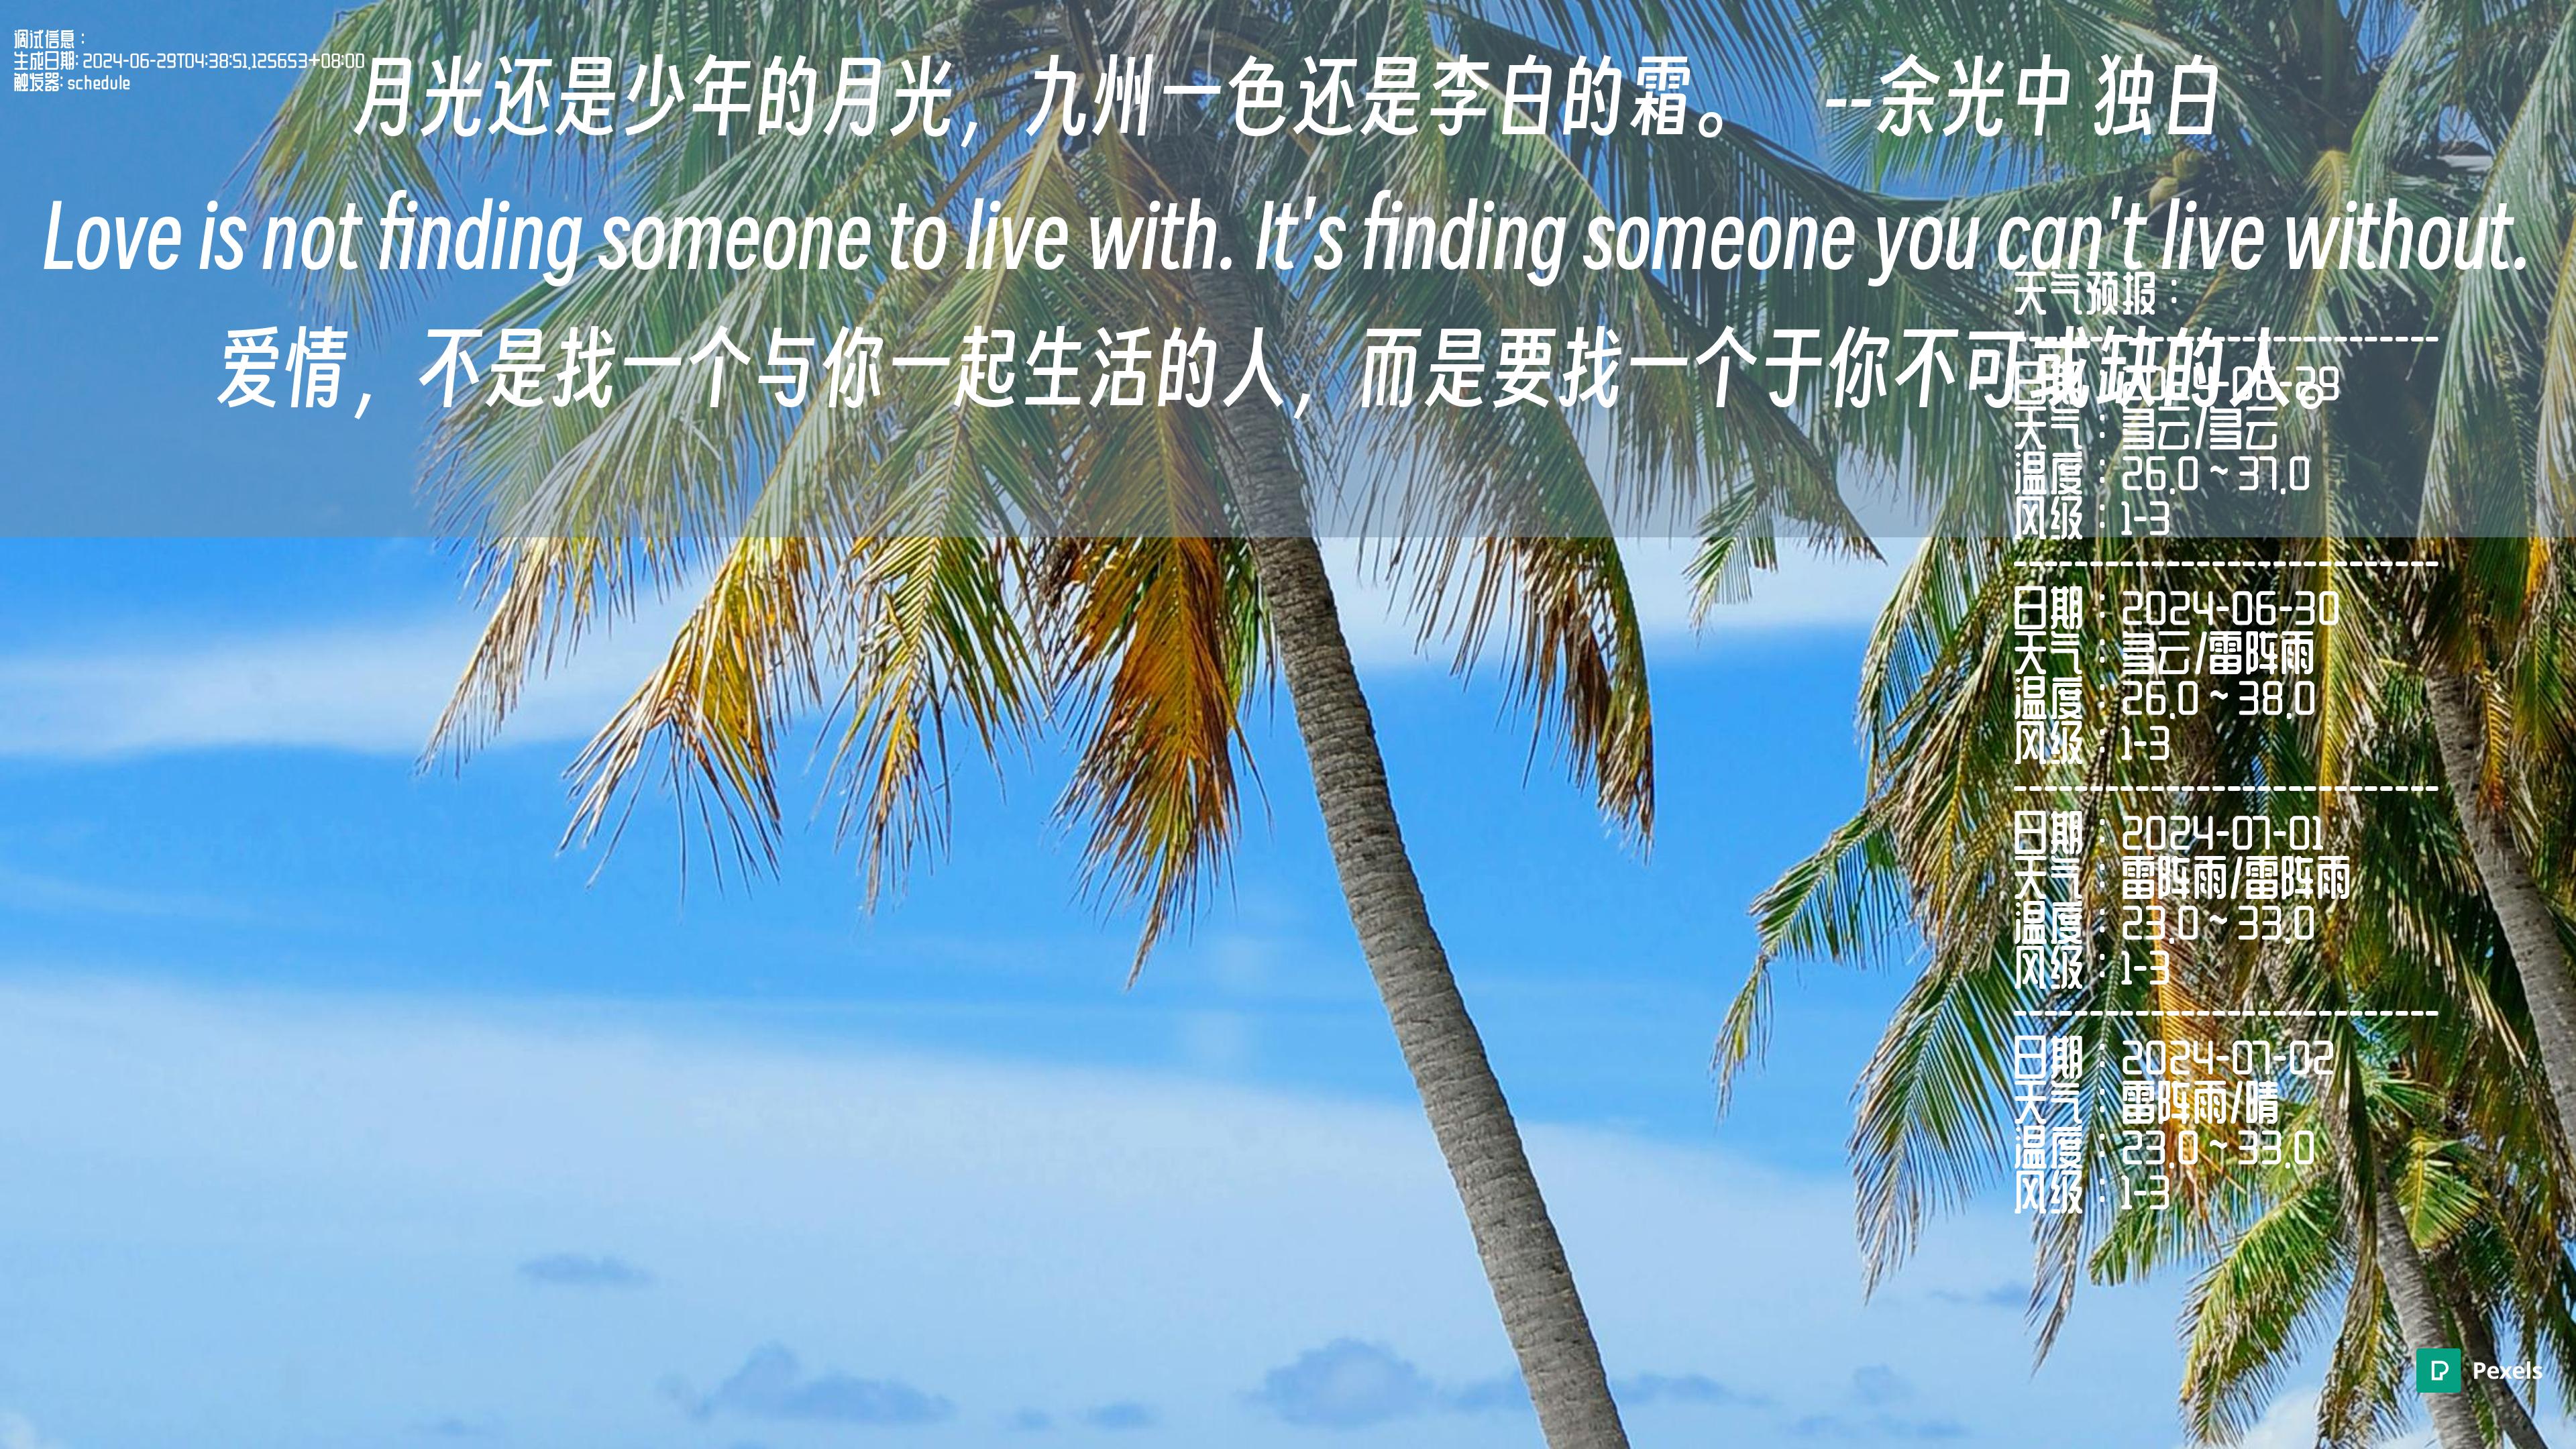 调试信息：
生成日期: 2024-06-29T04:38:51.125653+08:00
触发器: schedule
月光还是少年的月光，九州一色还是李白的霜。 --余光中 独白
Love is not finding someone to live with. It's finding someone you can't live without.
爱情，不是找一个与你一起生活的人，而是要找一个于你不可或缺的人。
天气预报：
------------------------------
日期：2024-06-29
天气：多云/多云
温度：26.0 ~ 37.0
风级：1-3
------------------------------
日期：2024-06-30
天气：多云/雷阵雨
温度：26.0 ~ 38.0
风级：1-3
------------------------------
日期：2024-07-01
天气：雷阵雨/雷阵雨
温度：23.0 ~ 33.0
风级：1-3
------------------------------
日期：2024-07-02
天气：雷阵雨/晴
温度：23.0 ~ 33.0
风级：1-3
Pexels